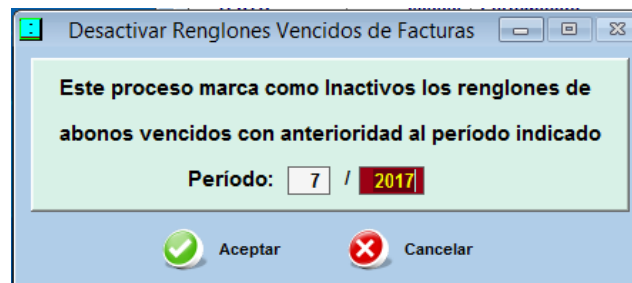 Desactivar Renglones Vencidos de Facturas
Este proceso marca como Inactivos los renglones de
abonos vencidos con anterioridad al período indicado
Período: 7 / 2017
Aceptar Cancelar